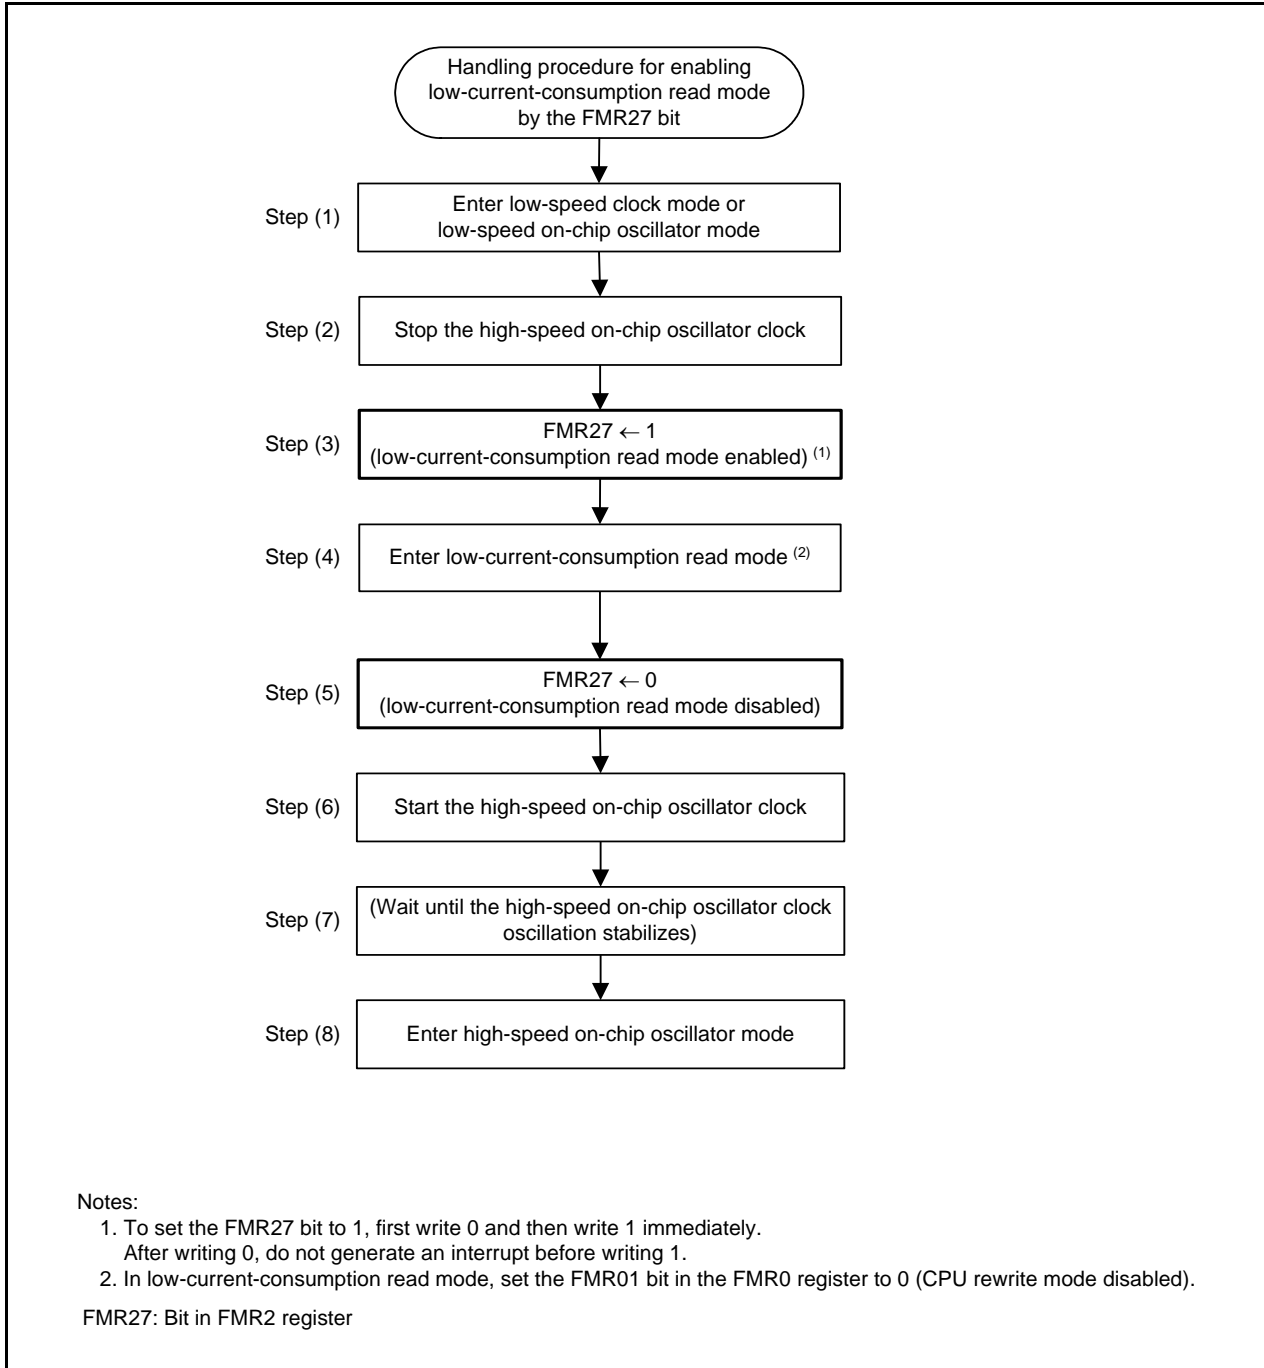 Handling procedure for enabling
low-current-consumption read mode
by the FMR27 bit
Step (1)
Enter low-speed clock mode or
low-speed on-chip oscillator mode
Step (2)
Stop the high-speed on-chip oscillator clock
Step (3)
FMR27 ← 1
(low-current-consumption read mode enabled) (1)
Step (4)
Enter low-current-consumption read mode (2)
Step (5)
FMR27 ← 0
(low-current-consumption read mode disabled)
Step (6)
Start the high-speed on-chip oscillator clock
Step (7)
(Wait until the high-speed on-chip oscillator clock
oscillation stabilizes)
Step (8)
Enter high-speed on-chip oscillator mode
Notes:
1. To set the FMR27 bit to 1, first write 0 and then write 1 immediately.
After writing 0, do not generate an interrupt before writing 1.
2. In low-current-consumption read mode, set the FMR01 bit in the FMR0 register to 0 (CPU rewrite mode disabled).
FMR27: Bit in FMR2 register